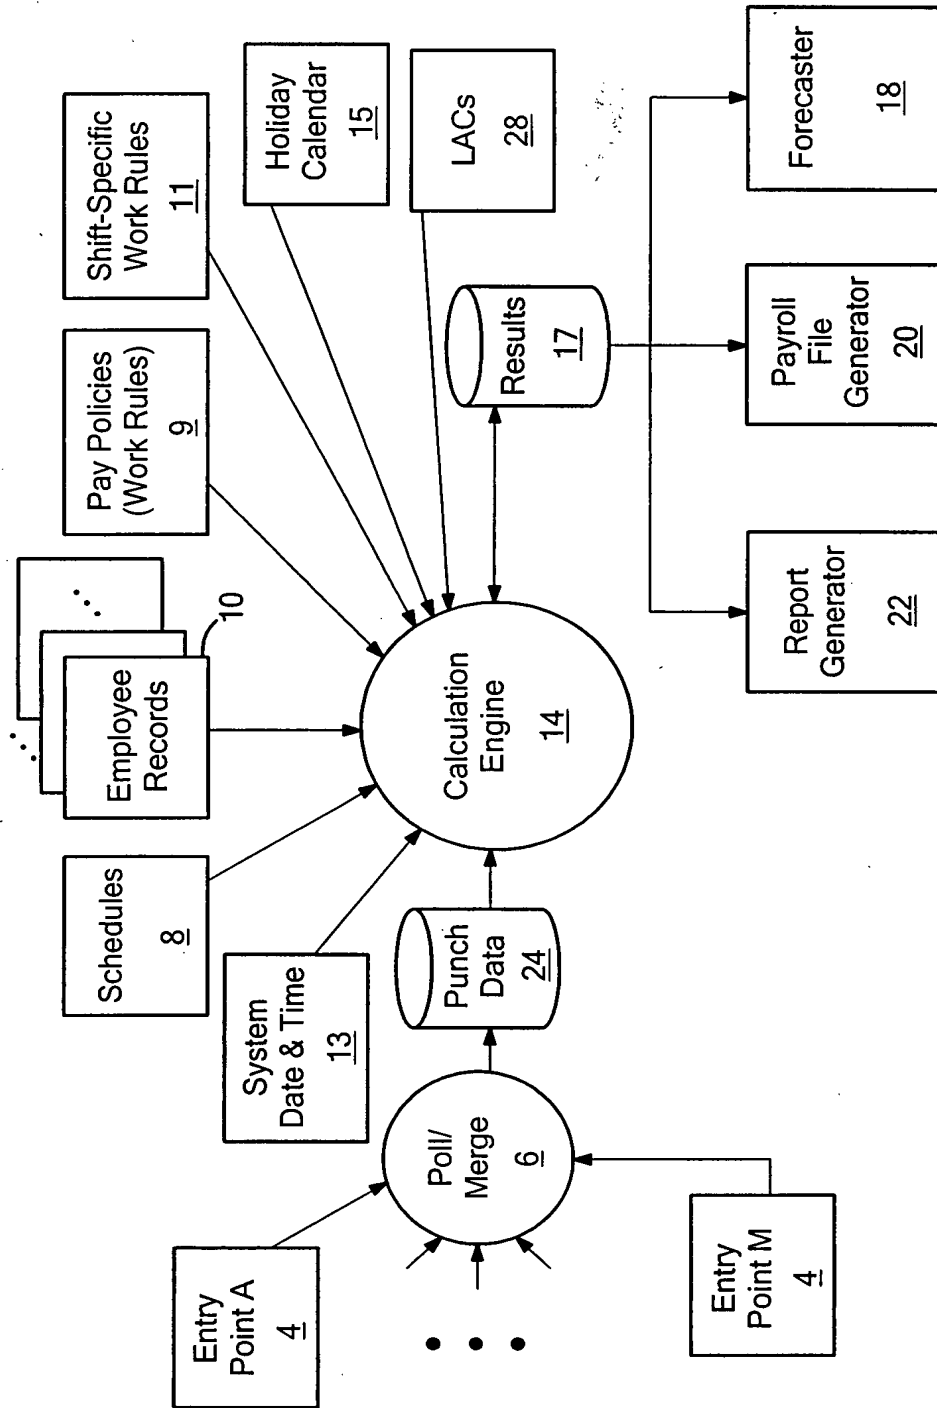 Employee
Records
10
Pay Policies
(Work Rules)
9
Shift-Specific
Work Rules
11
Schedules
8
Holiday
Calendar
15
System
Date & Time
13
LACs
28
Entry
Point A
4
Poll/
Merge
6
Punch
Data
24
Calculation
Engine
14
Results
17
Entry
Point M
4
Report
Generator
22
Payroll
File
Generator
20
Forecaster
18